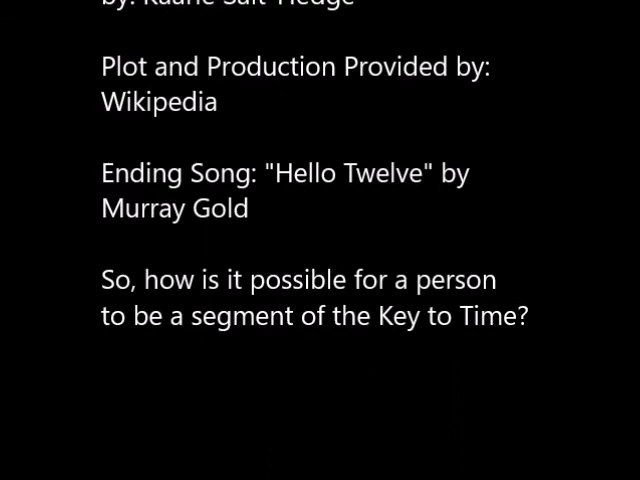 Plot and Production Provided by:
Wikipedia
Ending Song: "Hello Twelve" by
Murray Gold
So, how is it possible for a person
to be a segment of the Key to Time?